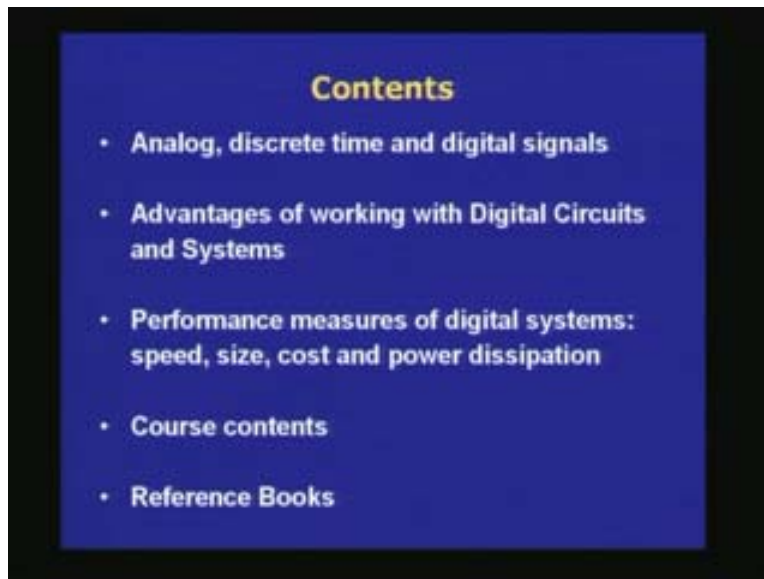 Contents
• Analog, discrete time and digital signals
• Advantages of working with Digital Circuits
and Systems
• Performance measures of digital systems:
speed, size, cost and power dissipation
• Course contents
• Reference Books